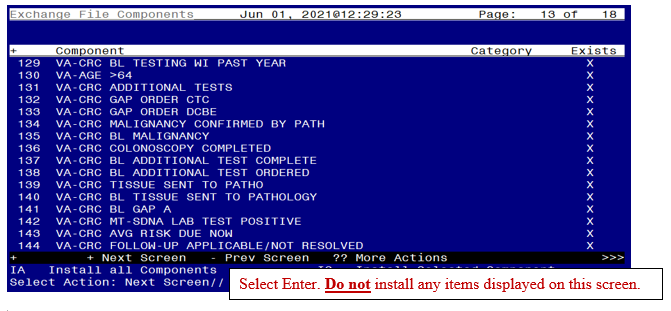 Exchange File Components Jun 01, 2021@12:29:23 Page: 13 of 18
+ Component Category Exists
129 VA-CRC BL TESTING WI PAST YEAR X
130 VA-AGE >64 X
131 VA-CRC ADDITIONAL TESTS X
132 VA-CRC GAP ORDER CTC X
133 VA-CRC GAP ORDER DCBE X
134 VA-CRC MALIGNANCY CONFIRMED BY PATH X
135 VA-CRC BL MALIGNANCY X
136 VA-CRC COLONOSCOPY COMPLETED X
137 VA-CRC BL ADDITIONAL TEST COMPLETE X
138 VA-CRC BL ADDITIONAL TEST ORDERED X
139 VA-CRC TISSUE SENT TO PATHO X
140 VA-CRC BL TISSUE SENT TO PATHOLOGY X
141 VA-CRC BL GAP A X
142 VA-CRC MT-SDNA LAB TEST POSITIVE X
143 VA-CRC AVG RISK DUE NOW X
144 VA-CRC FOLLOW-UP APPLICABLE/NOT RESOLVED X
+ + Next Screen - Prev Screen ?? More Actions >>>
IA Install all Components
Select Action: Next Screen//
Select Enter. Do not install any items displayed on this screen.